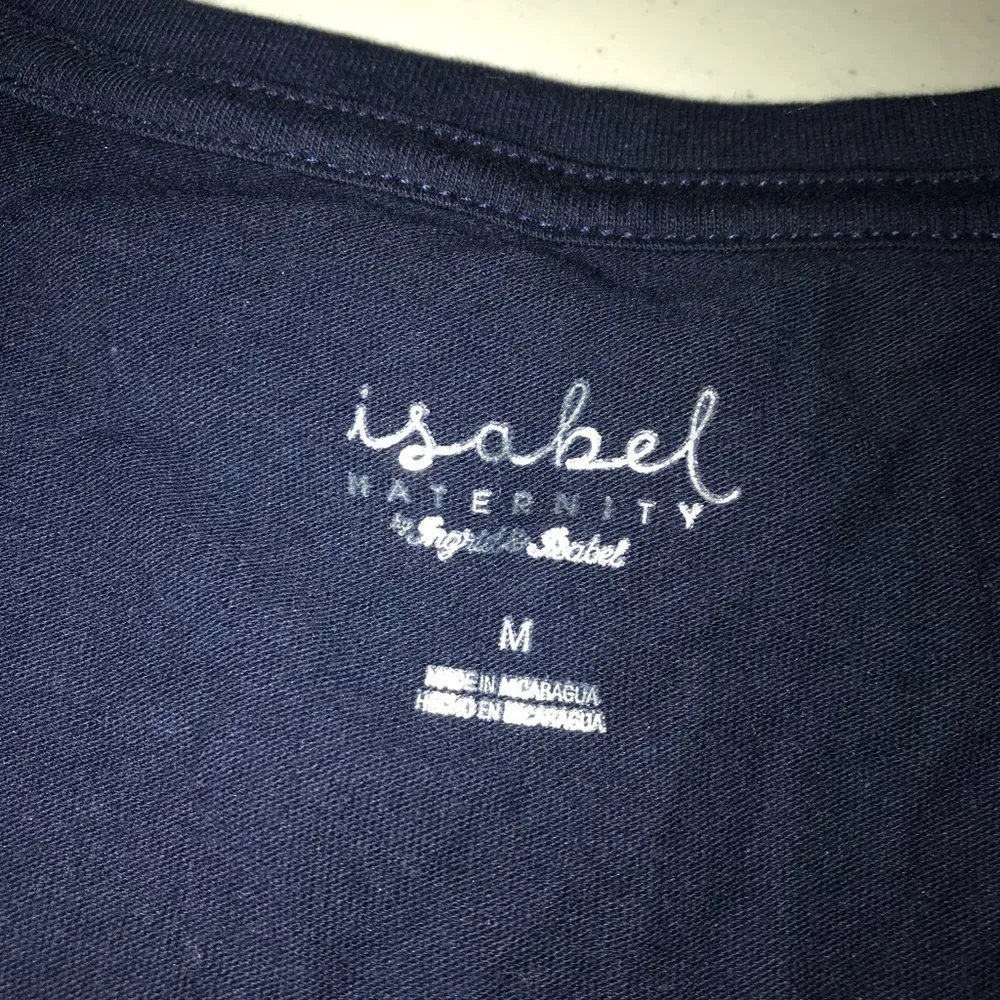 isabel
MATERNITY
by Ingrid & Isabel
M
MADE IN NICARAGUA
HECHO EN NICARAGUA